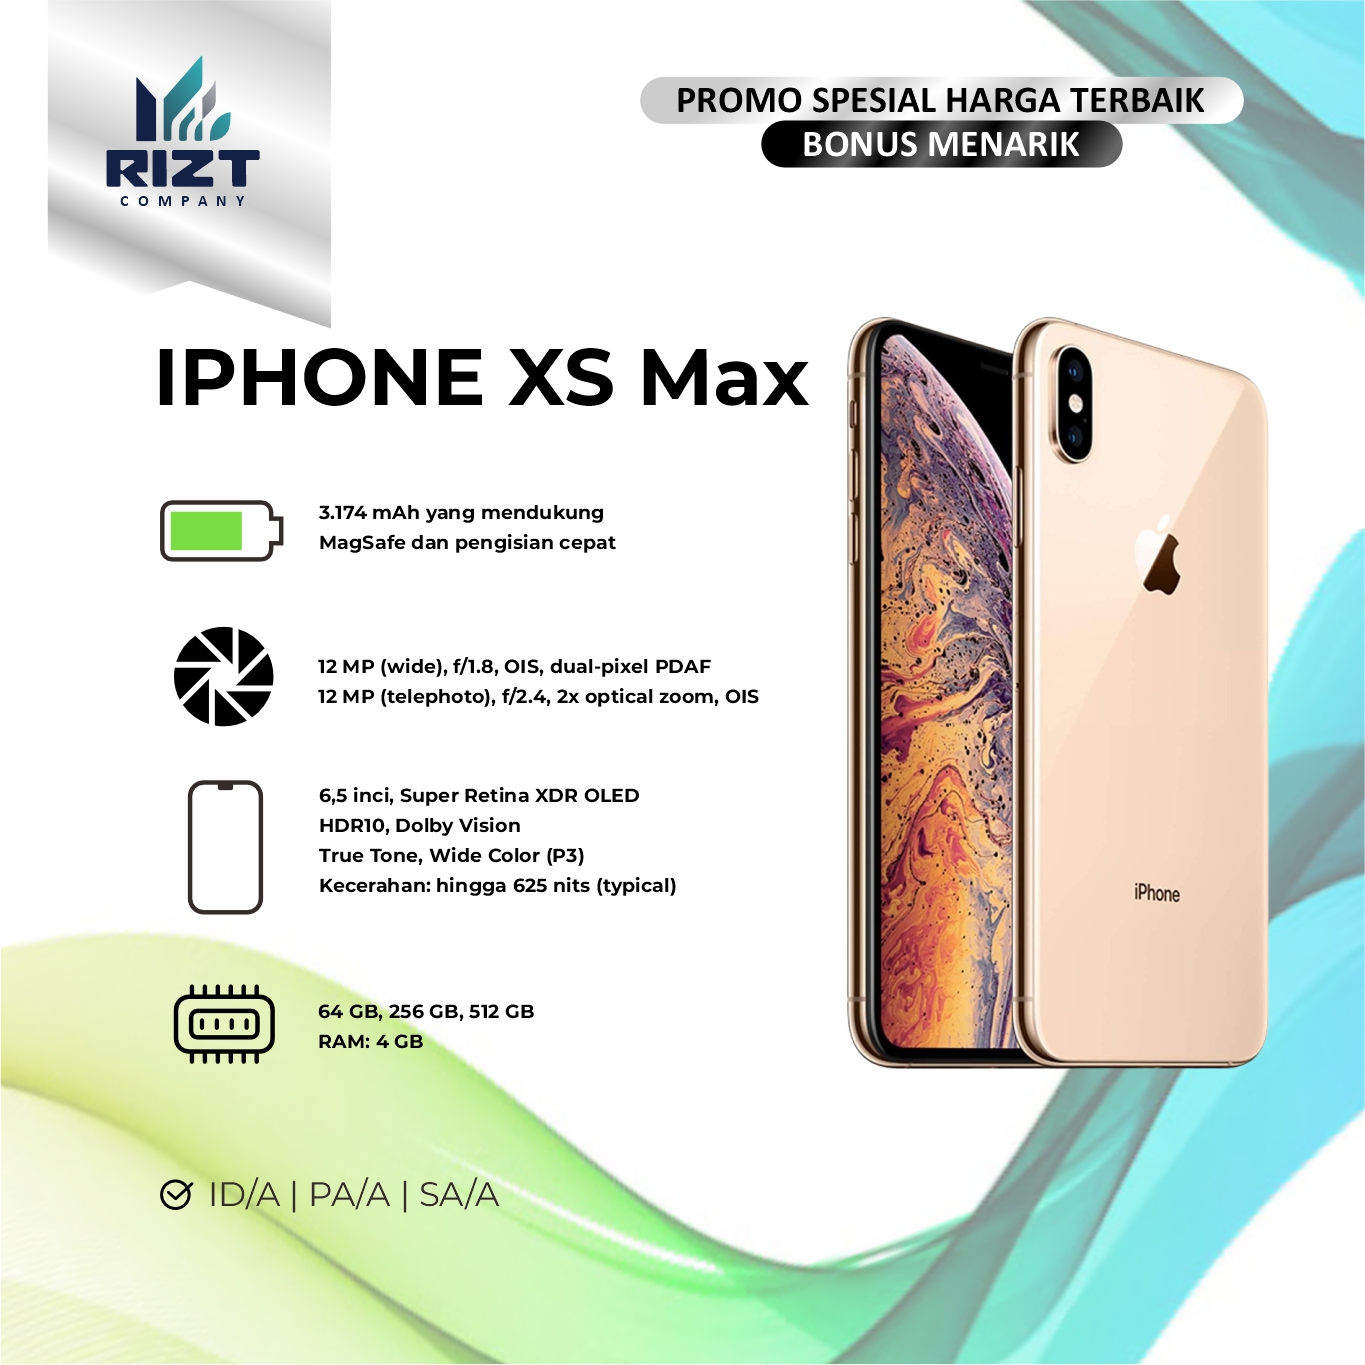 RIZT
COMPANY
PROMO SPESIAL HARGA TERBAIK
BONUS MENARIK
IPHONE XS Max
3.174 mAh yang mendukung
MagSafe dan pengisian cepat
12 MP (wide), f/1.8, OIS, dual-pixel PDAF
12 MP (telephoto), f/2.4, 2x optical zoom, OIS
6,5 inci, Super Retina XDR OLED
HDR10, Dolby Vision
True Tone, Wide Color (P3)
Kecerahan: hingga 625 nits (typical)
64 GB, 256 GB, 512 GB
RAM: 4 GB
ID/A | PA/A | SA/A
iPhone